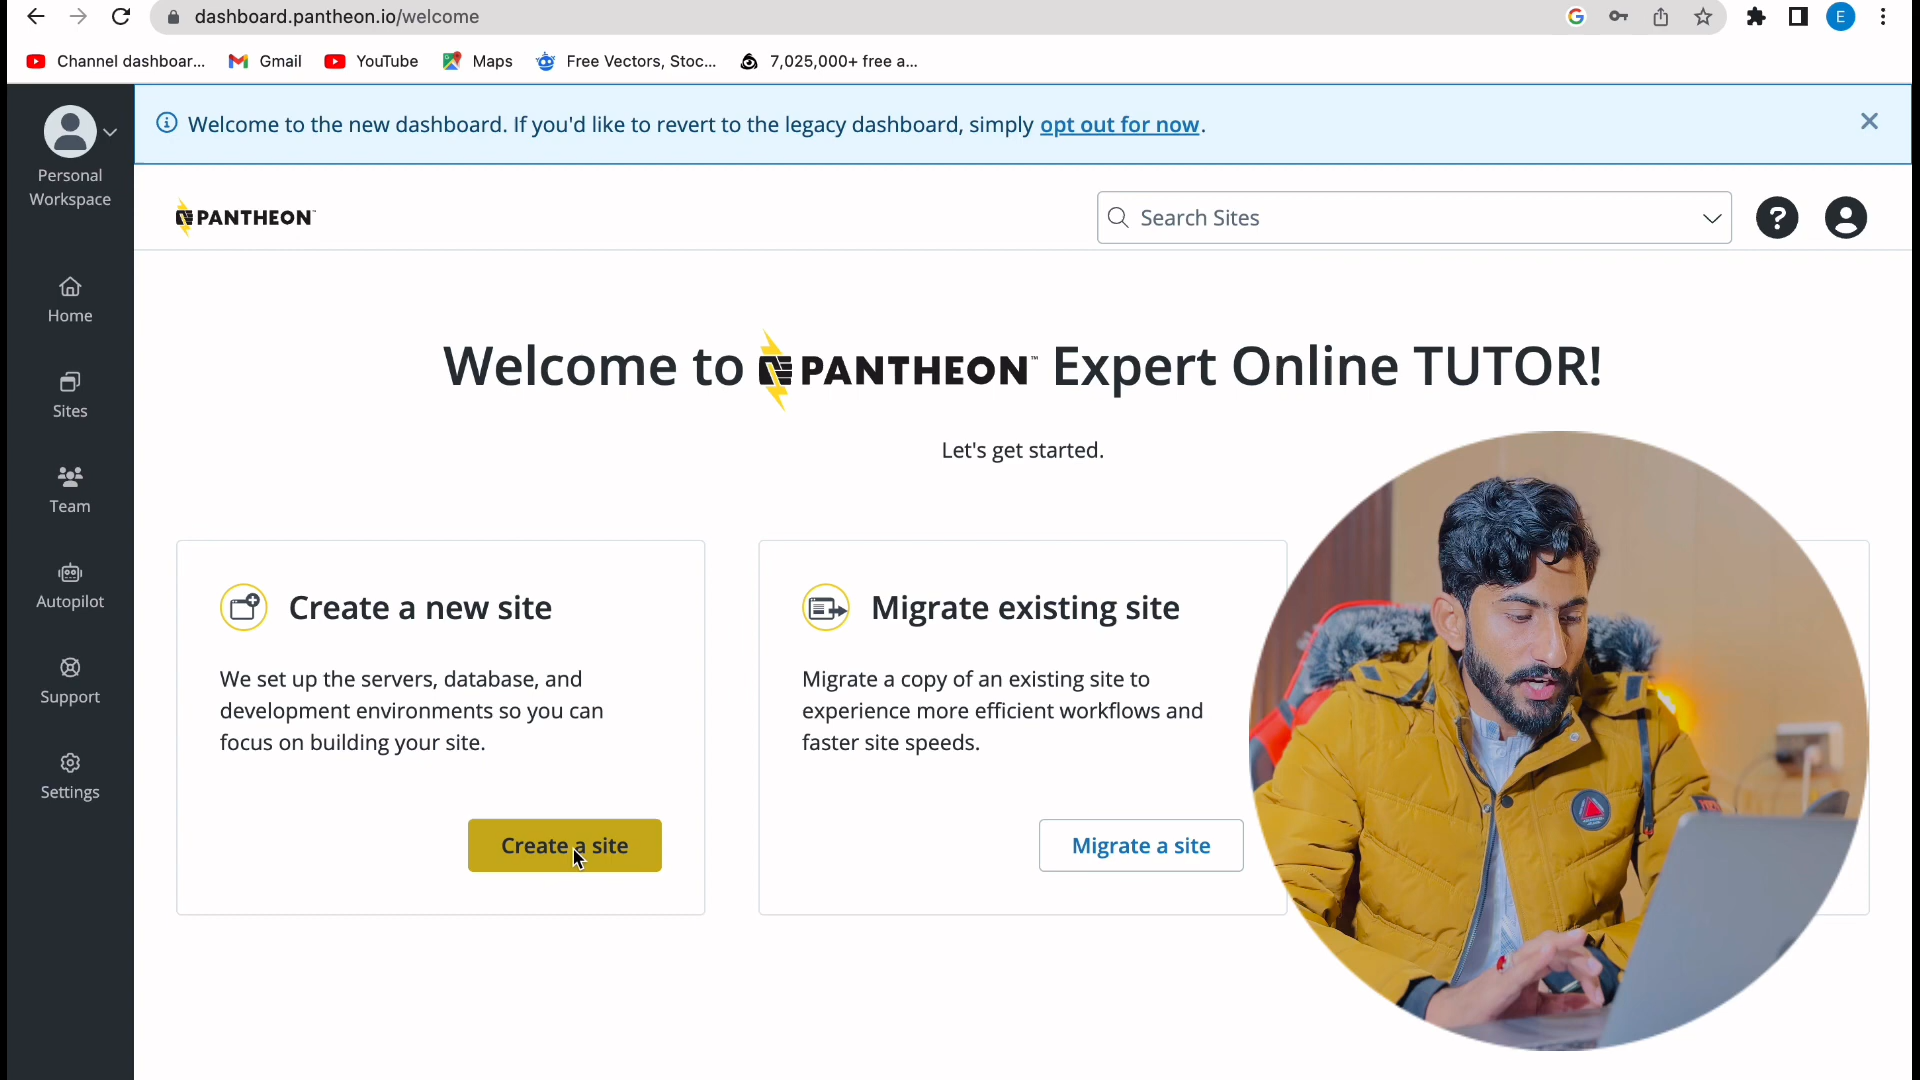 dashboard.pantheon.io/welcome
E
Channel dashboar...
Gmail
YouTube
Maps
Free Vectors, Stoc...
7,025,000+ free a...
Welcome to the new dashboard. If you'd like to revert to the legacy dashboard, simply opt out for now.
Personal
Workspace
PANTHEON
Search Sites
?
Home
Sites
Team
Autopilot
Support
Settings
Welcome to PANTHEON™ Expert Online TUTOR!
Let's get started.
Create a new site
We set up the servers, database, and
development environments so you can
focus on building your site.
Create a site
Migrate existing site
Migrate a copy of an existing site to
experience more efficient workflows and
faster site speeds.
Migrate a site